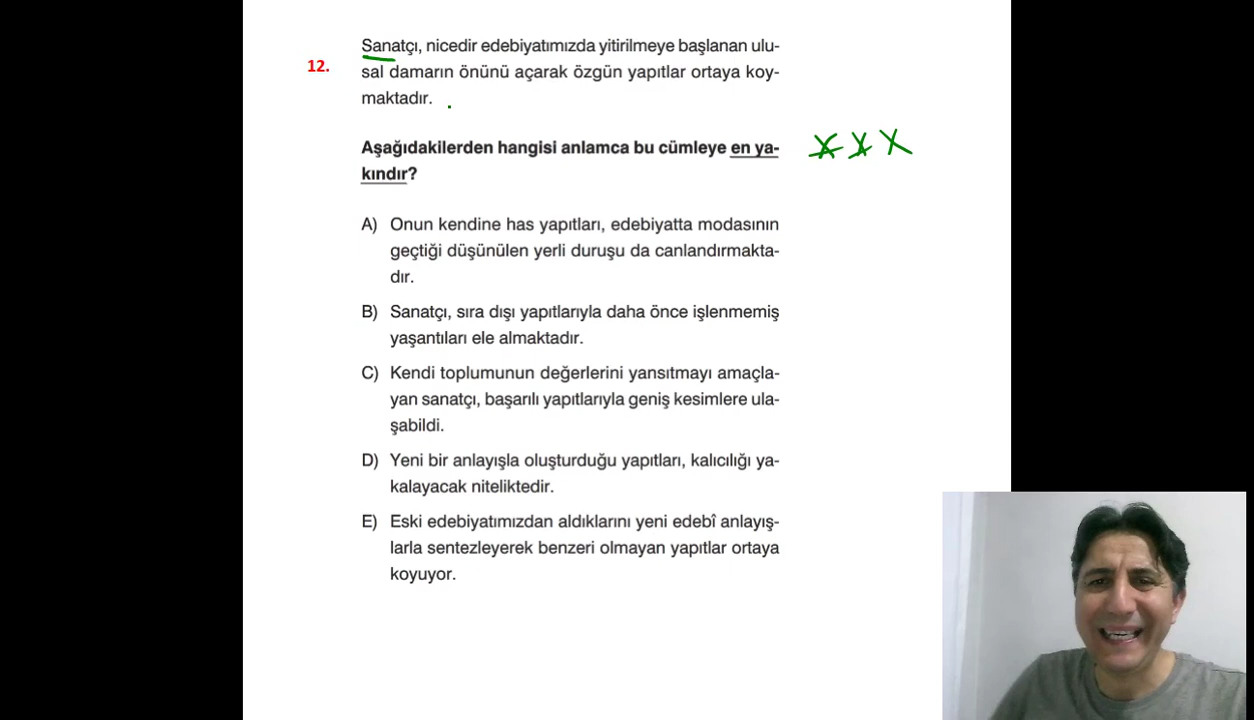 12.
Sanatçı, nicedir edebiyatımızda yitirilmeye başlanan ulu-
sal damarın önünü açarak özgün yapıtlar ortaya koy-
maktadır.
Aşağıdakilerden hangisi anlamca bu cümleye en ya-
kındır?
A) Onun kendine has yapıtları, edebiyatta modasının
geçtiği düşünülen yerli duruşu da canlandırmakta-
dır.
B) Sanatçı, sıra dışı yapıtlarıyla daha önce işlenmemiş
yaşantıları ele almaktadır.
C) Kendi toplumunun değerlerini yansıtmayı amaçla-
yan sanatçı, başarılı yapıtlarıyla geniş kesimlere ula-
şabildi.
D) Yeni bir anlayışla oluşturduğu yapıtları, kalıcılığı ya-
kalayacak niteliktedir.
E) Eski edebiyatımızdan aldıklarını yeni edebî anlayış-
larla sentezleyerek benzeri olmayan yapıtlar ortaya
koyuyor.